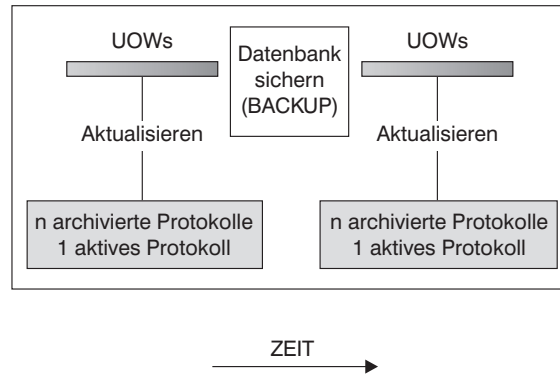 UOWs
Aktualisieren
n archivierte Protokolle
1 aktives Protokoll
Datenbank
sichern
(BACKUP)
UOWs
Aktualisieren
n archivierte Protokolle
1 aktives Protokoll
ZEIT